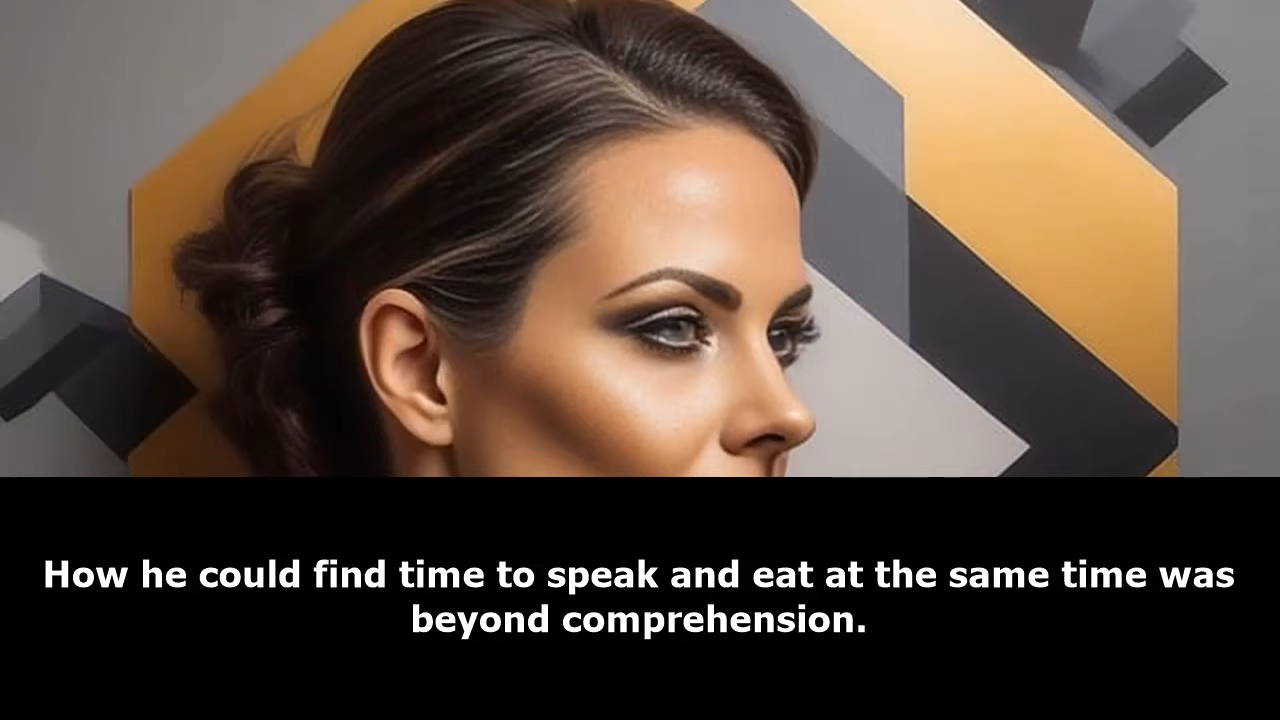 How he could find time to speak and eat at the same time was
beyond comprehension.